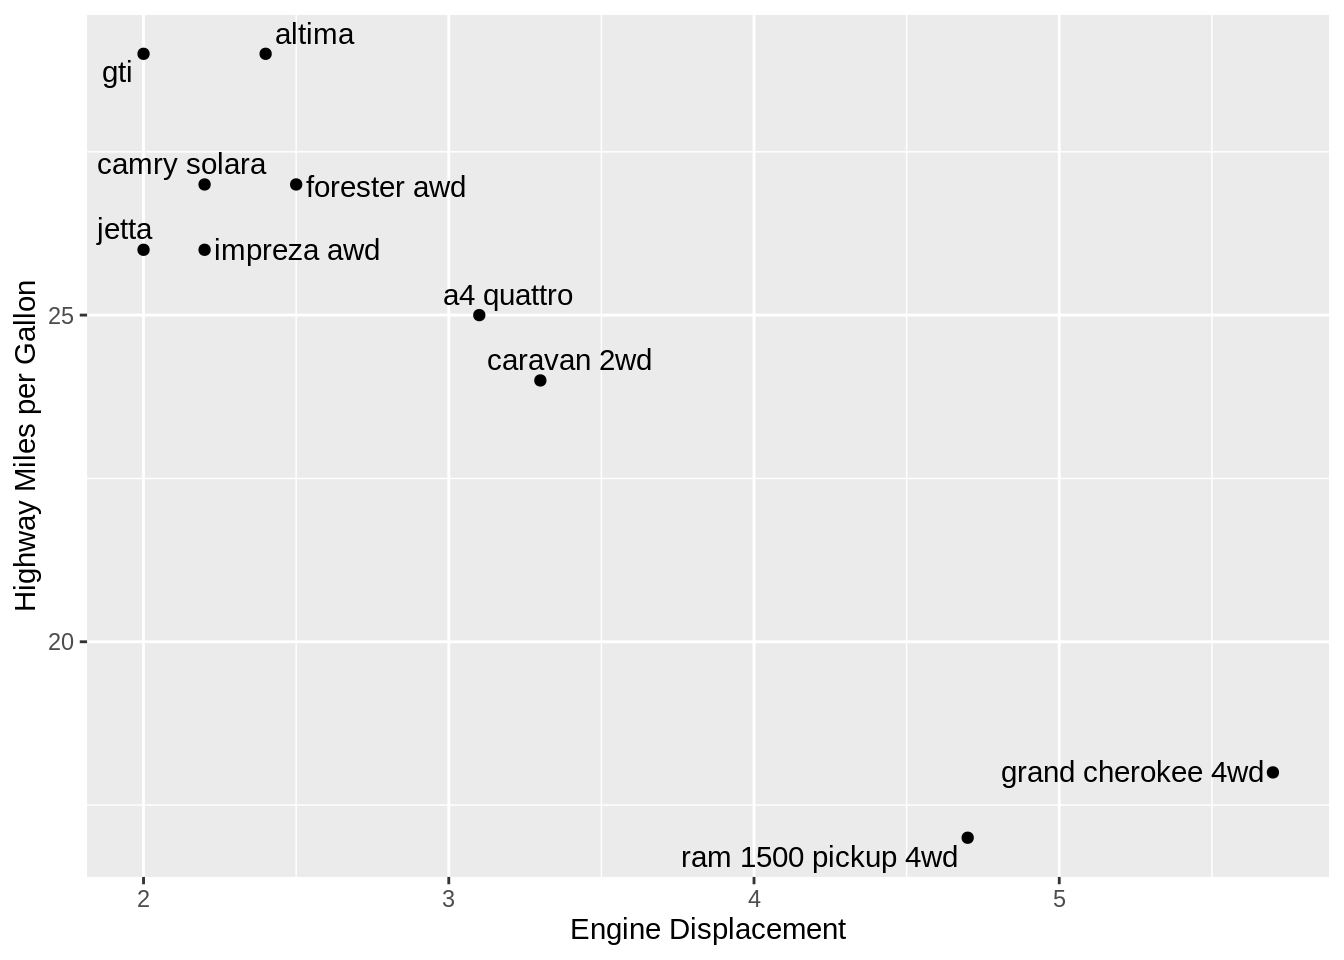 altima
gti
camry solara
forester awd
jetta
impreza awd
a4 quattro
caravan 2wd
grand cherokee 4wd
ram 1500 pickup 4wd
Highway Miles per Gallon
25
20
2
3
4
5
Engine Displacement